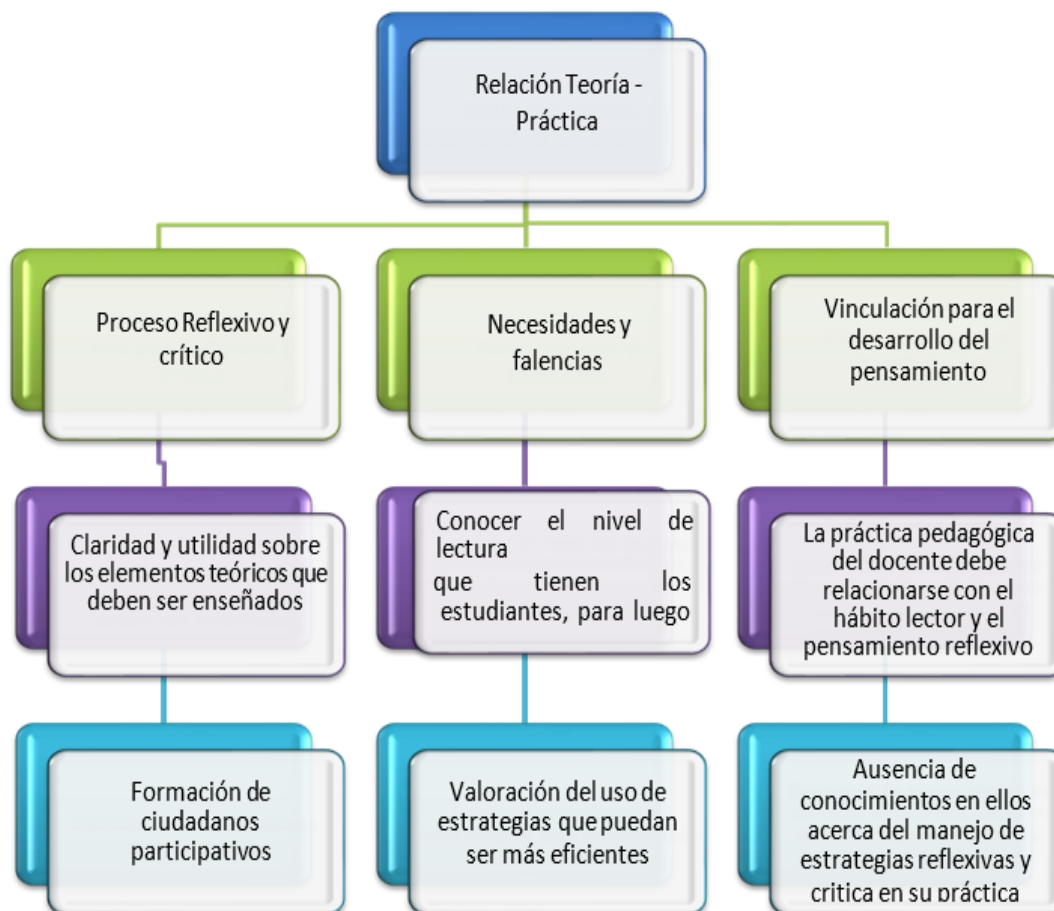 Relación Teoría -
Práctica
Proceso Reflexivo y
crítico
Necesidades y
falencias
Vinculación para el
desarrollo del
pensamiento
Claridad y utilidad sobre
los elementos teóricos que
deben ser enseñados
Conocer el nivel de
lectura
que tienen los
estudiantes, para luego
La práctica pedagógica
del docente debe
relacionarse con el
hábito lector y el
pensamiento reflexivo
Formación de
ciudadanos
participativos
Valoración del uso de
estrategias que puedan
ser más eficientes
Ausencia de
conocimientos en ellos
acerca del manejo de
estrategias reflexivas y
critica en su práctica